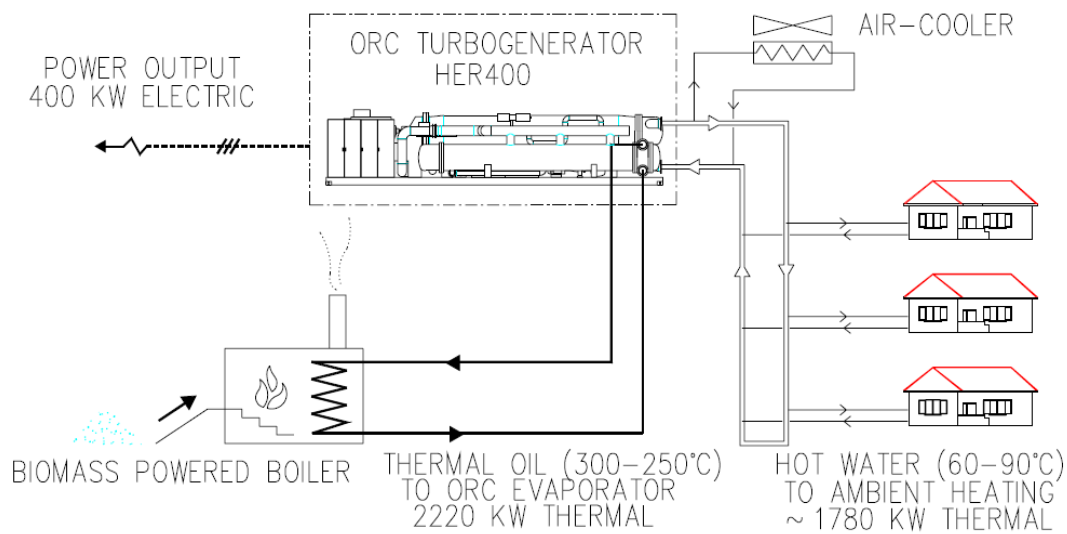 ORC TURBOGENERATOR
HER400
AIR-COOLER
POWER OUTPUT
400 KW ELECTRIC
BIOMASS POWERED BOILER
THERMAL OIL (300-250°C)
TO ORC EVAPORATOR
2220 KW THERMAL
HOT WATER (60-90°C)
TO AMBIENT HEATING
~ 1780 KW THERMAL